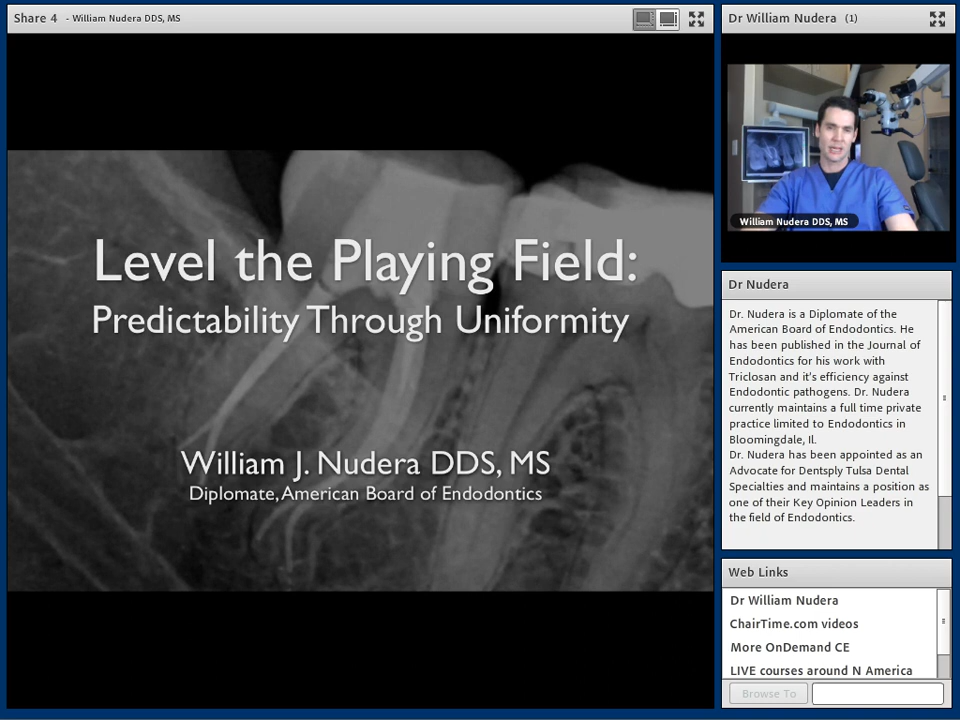 Share 4 - William Nudera DDS, MS
Level the Playing Field:
Predictability Through Uniformity
William J. Nudera DDS, MS
Diplomate, American Board of Endodontics
Dr William Nudera (1)
William Nudera DDS, MS
Dr Nudera
Dr. Nudera is a Diplomate of the
American Board of Endodontics. He
has been published in the Journal of
Endodontics for his work with
Triclosan and it's efficiency against
Endodontic pathogens. Dr. Nudera
currently maintains a full time private
practice limited to Endodontics in
Bloomingdale, Il.
Dr. Nudera has been appointed as an
Advocate for Dentsply Tulsa Dental
Specialties and maintains a position as
one of their Key Opinion Leaders in
the field of Endodontics.
Web Links
Dr William Nudera
ChairTime.com videos
More OnDemand CE
LIVE courses around N America
Browse To